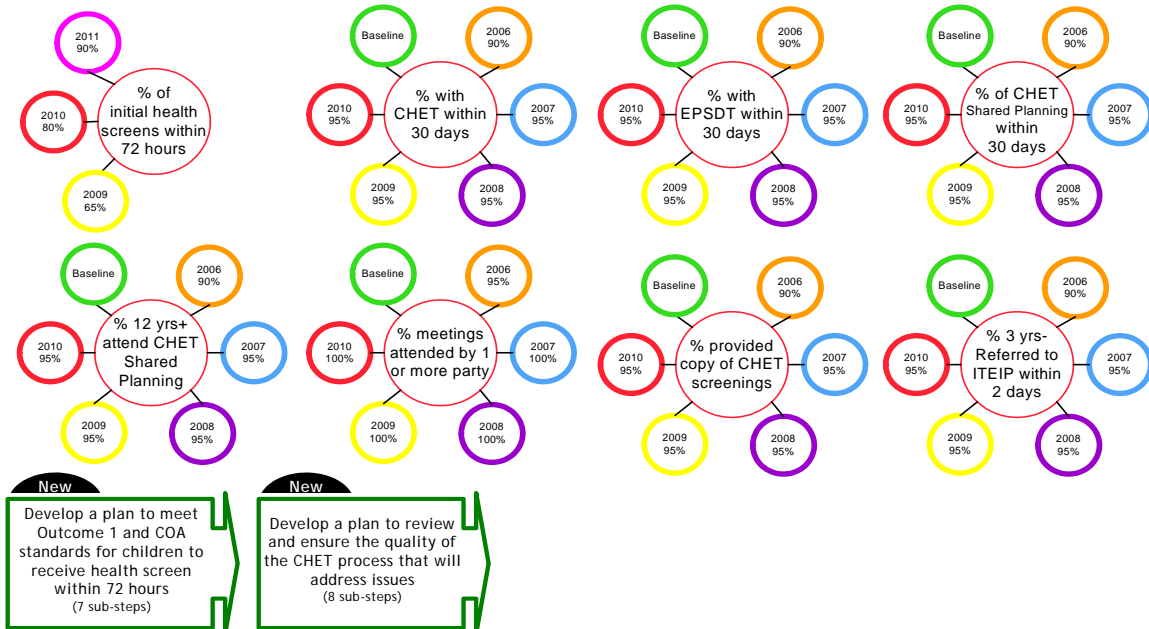 2011
90%
% of
initial health
screens within
72 hours
2010
80%
2009
65%
Baseline
2006
90%
% with
CHET within
30 days
2010
95%
2007
95%
2009
95%
2008
95%
Baseline
2006
90%
% with
EPSDT within
30 days
2010
95%
2007
95%
2009
95%
2008
95%
Baseline
2006
90%
% of CHET
Shared Planning
within
30 days
2010
95%
2007
95%
2009
95%
2008
95%
Baseline
2006
90%
% 12 yrs+
attend CHET
Shared
Planning
2010
95%
2007
95%
2009
95%
2008
95%
Baseline
2006
95%
% meetings
attended by 1
or more party
2010
100%
2007
100%
2009
100%
2008
100%
Baseline
2006
90%
% provided
copy of CHET
screenings
2010
95%
2007
95%
2009
95%
2008
95%
Baseline
2006
90%
% 3 yrs-
Referred to
ITEIP within
2 days
2010
95%
2007
95%
2009
95%
2008
95%
New
Develop a plan to meet
Outcome 1 and COA
standards for children to
receive health screen
within 72 hours
(7 sub-steps)
New
Develop a plan to review
and ensure the quality of
the CHET process that will
address issues
(8 sub-steps)